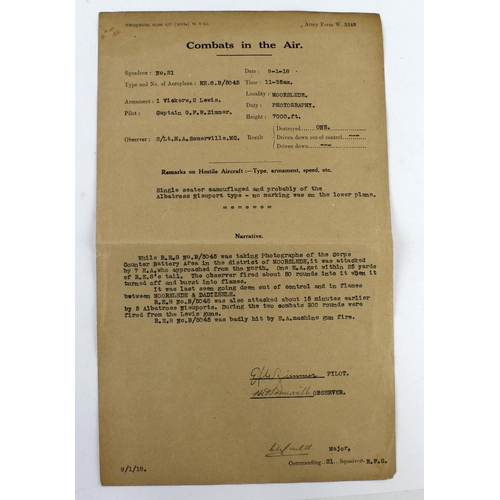 Army Form W. 3348
Combats in the Air.
Squadron: No.21
Date: 9-1-18
Type and No. of Aeroplane: RE.8.B/5045
Time: 11-55am.
Locality: MOORSLEDE.
Armament: 1 Vickers, 2 Lewis.
Duty: PHOTOGRAPHY.
Pilot: Captain G.F.W.Zimmer.
Height: 7000.ft.
Observer: 2/Lt.H.A.Somerville.MC.
Result
Destroyed ONE.
Driven down out of control ---
Driven down ---
Remarks on Hostile Aircraft:—Type, armament, speed, etc.
Single seater camouflaged and probably of the
Albatross Nieuport type - no marking was on the lower plane.
Narrative.
While R.E.8 No.B/5045 was taking Photographs of the Corps
Counter Battery Area in the district of MOORSLEDE,it was attacked
by 7 E.A.who approached from the North. One E.A.got within 25 yards
of R.E.8's tail. The Observer fired about 50 rounds into it when it
turned off and burst into flames.
It was last seen going down out of control and in flames
between MOORSLEDE & DADIZEELE.
R.E.8 No.B/5045 was also attacked about 15 minutes earlier
by 5 Albatross Nieuports. During the two combats 200 rounds were
fired from the Lewis guns.
R.E.8 No.B/5045 was badly hit by E.A.machine gun fire.
PILOT.
OBSERVER.
Major,
Commanding 21 Squadron R.F.C.
9/1/18.